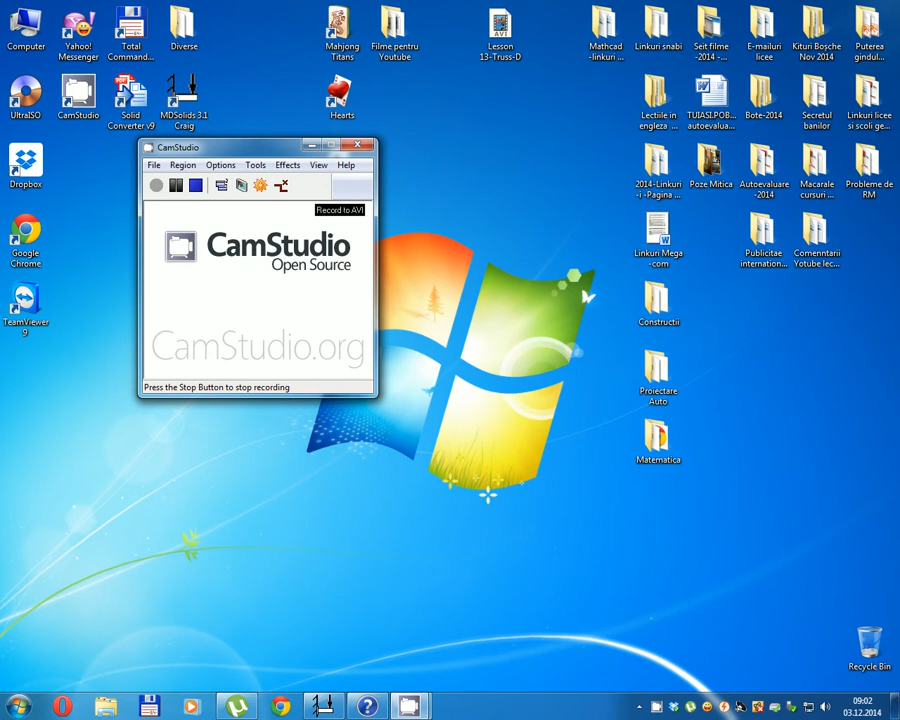 Computer
Yahoo!
Messenger
Total
Command...
Diverse
Mahjong
Titans
Filme pentru
Youtube
Lesson
13-Truss-D
Mathcad
-linkuri ...
Linkuri snabi
Seit filme
-2014 -...
E-mailuri
licee
Kituri Boșche
Nov 2014
Puterea
gindul...
UltraISO
CamStudio
Solid
Converter v9
MDSolids 3.1
Craig
Hearts
Lectiile in
engleza ...
TUIASI.POB...
autoevalua...
Bote-2014
Secretul
banilor
Linkuri licee
si scoli ge...
Dropbox
2014-Linkuri
-i -Pagina ...
Poze Mitica
Autoevaluare
-2014
Macarale
cursuri ...
Probleme de
RM
Google
Chrome
Linkuri Mega
-com
Publicitate
internation...
Comenntarii
Yotube lec...
TeamViewer
9
Constructii
Proiectare
Auto
Matematica
CamStudio
File Region Options Tools Effects View Help
Record to AVI
CamStudio
Open Source
CamStudio.org
Press the Stop Button to stop recording
Recycle Bin
09:02
03.12.2014